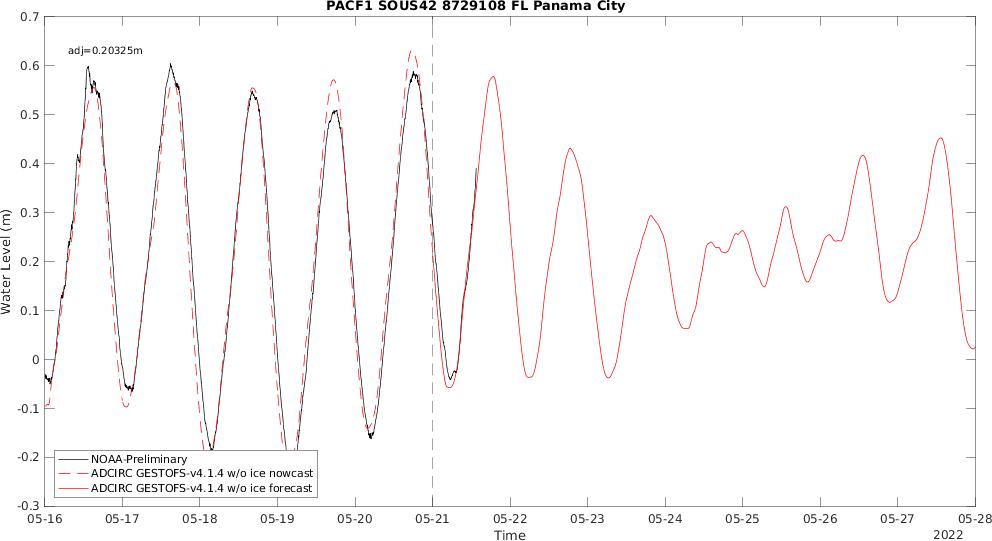 PACF1 SOUS42 8729108 FL Panama City
adj=0.20325m
Water Level (m)
0.7
0.6
0.5
0.4
0.3
0.2
0.1
0
-0.1
-0.2
-0.3
NOAA-Preliminary
ADCIRC GESTOFS-v4.1.4 w/o ice nowcast
ADCIRC GESTOFS-v4.1.4 w/o ice forecast
05-16 05-17 05-18 05-19 05-20 05-21 05-22 05-23 05-24 05-25 05-26 05-27 05-28
Time
2022